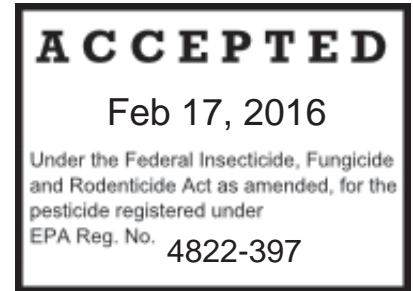 ACCEPTED
Feb 17, 2016
Under the Federal Insecticide, Fungicide
and Rodenticide Act as amended, for the
pesticide registered under
EPA Reg. No. 4822-397